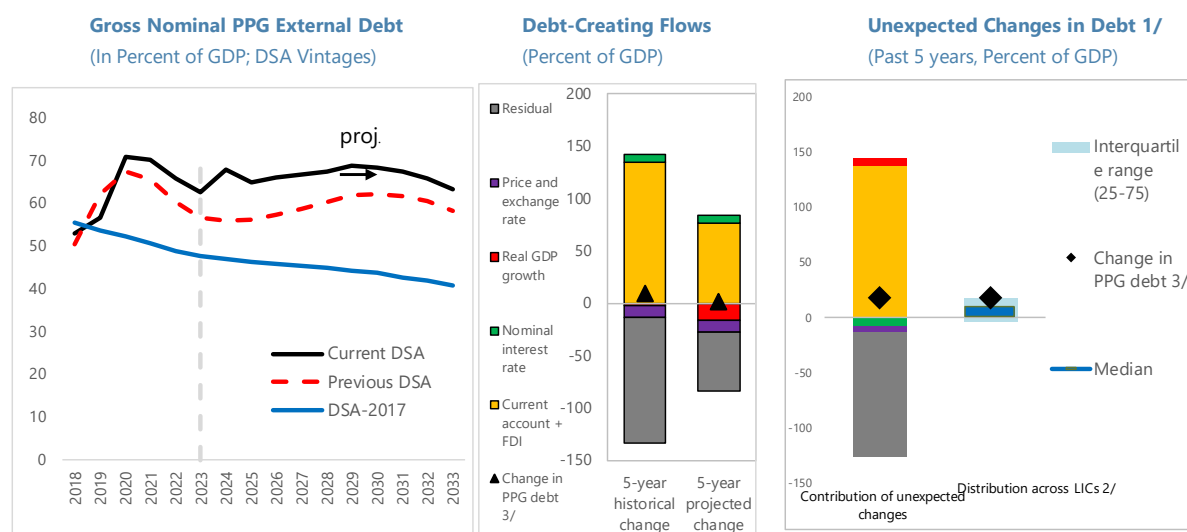 Gross Nominal PPG External Debt
(In Percent of GDP; DSA Vintages)
80
70
60
50
40
30
20
10
0
proj.
Current DSA
Previous DSA
DSA-2017
2018
2019
2020
2021
2022
2023
2024
2025
2026
2027
2028
2029
2030
2031
2032
2033
Debt-Creating Flows
(Percent of GDP)
Residual
Price and
exchange
rate
Real GDP
growth
Nominal
interest
rate
Current
account +
FDI
Change in
PPG debt
3/
200
150
100
50
0
-50
-100
-150
5-year
historical
change
5-year
projected
change
Unexpected Changes in Debt 1/
(Past 5 years, Percent of GDP)
200
150
100
50
0
-50
-100
-150
Interquartil
e range
(25-75)
Change in
PPG debt 3/
Median
Contribution of unexpected
changes
Distribution across LICs 2/